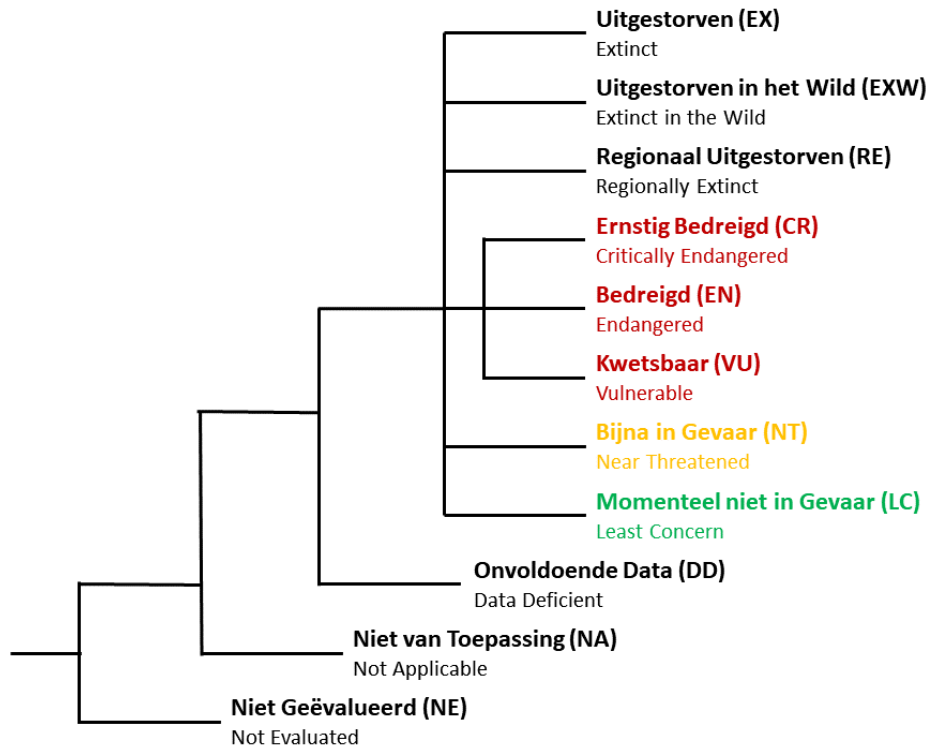 Uitgestorven (EX)
Extinct
Uitgestorven in het Wild (EXW)
Extinct in the Wild
Regionaal Uitgestorven (RE)
Regionally Extinct
Ernstig Bedreigd (CR)
Critically Endangered
Bedreigd (EN)
Endangered
Kwetsbaar (VU)
Vulnerable
Bijna in Gevaar (NT)
Near Threatened
Momenteel niet in Gevaar (LC)
Least Concern
Onvoldoende Data (DD)
Data Deficient
Niet van Toepassing (NA)
Not Applicable
Niet Geëvalueerd (NE)
Not Evaluated